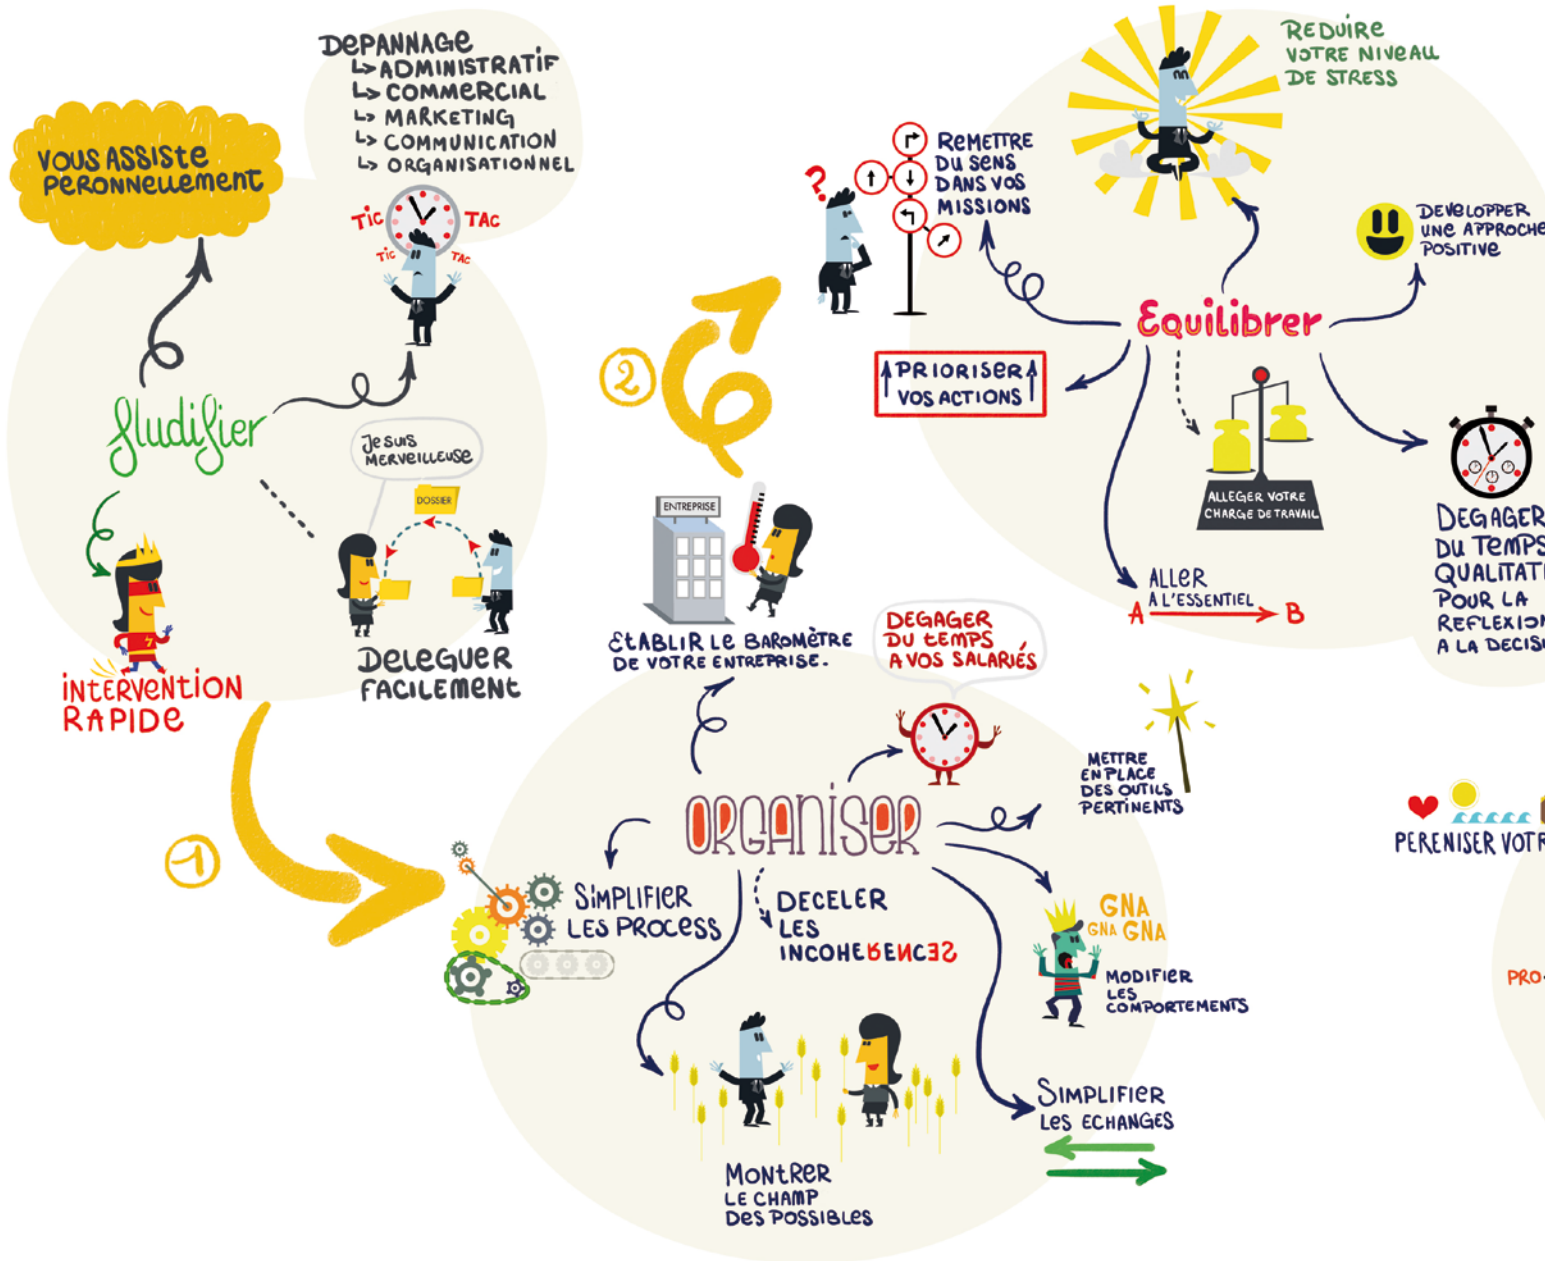 DEPANNAGE
ADMINISTRATIF
COMMERCIAL
MARKETING
COMMUNICATION
ORGANISATIONNEL
VOUS ASSISTE
PERONNELLEMENT
TIC TAC
TIC TAC
fludifier
JE SUIS
MERVEILLEUSE
DOSSIER
INTERVENTION
RAPIDE
DELEGUER
FACILEMENT
1
2
REDUIRE
VOTRE NIVEAU
DE STRESS
?
REMETTRE
DU SENS
DANS VOS
MISSIONS
DEVELOPPER
UNE APPROCHE
POSITIVE
Equilibrer
PRIORISER
VOS ACTIONS
ALLEGER VOTRE
CHARGE DE TRAVAIL
DEGAGER
DU TEMPS
QUALITATI
POUR LA
REFLEXION
A LA DECIS
ALLER
A L'ESSENTIEL
A B
ENTREPRISE
ETABLIR LE BAROMÈTRE
DE VOTRE ENTREPRISE.
DEGAGER
DU TEMPS
A VOS SALARIÉS
METTRE
EN PLACE
DES OUTILS
PERTINENTS
ORGANISER
SIMPLIFIER
LES PROCESS
DECELER
LES
INCOHERENCES
GNA
GNA GNA
MODIFIER
LES
COMPORTEMENTS
SIMPLIFIER
LES ECHANGES
MONTRER
LE CHAMP
DES POSSIBLES
PERENISER VOTR
PRO